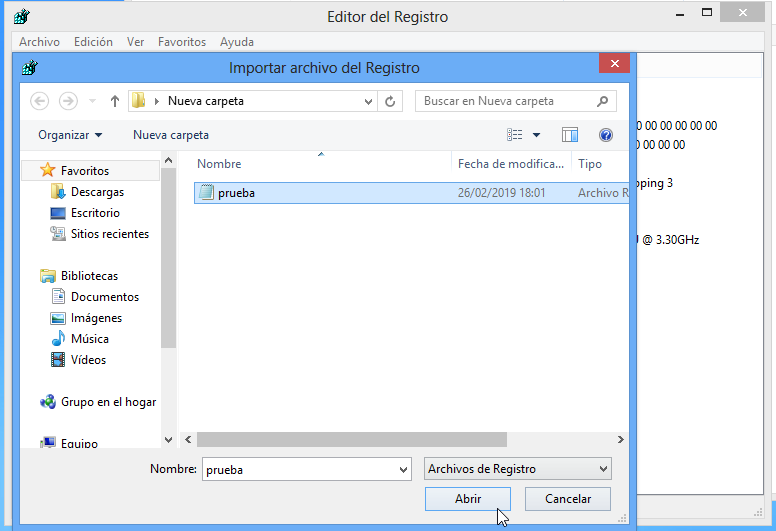 Editor del Registro
Archivo Edición Ver Favoritos Ayuda
Importar archivo del Registro
Nueva carpeta
Buscar en Nueva carpeta
Organizar Nueva carpeta
Nombre Fecha de modifica... Tipo
prueba 26/02/2019 18:01 Archivo R
Favoritos
Descargas
Escritorio
Sitios recientes
Bibliotecas
Documentos
Imágenes
Música
Vídeos
Grupo en el hogar
Equipo
0 00 00 00 00 00
00 00 00
pping 3
@ 3.30GHz
Nombre: prueba
Archivos de Registro
Abrir Cancelar